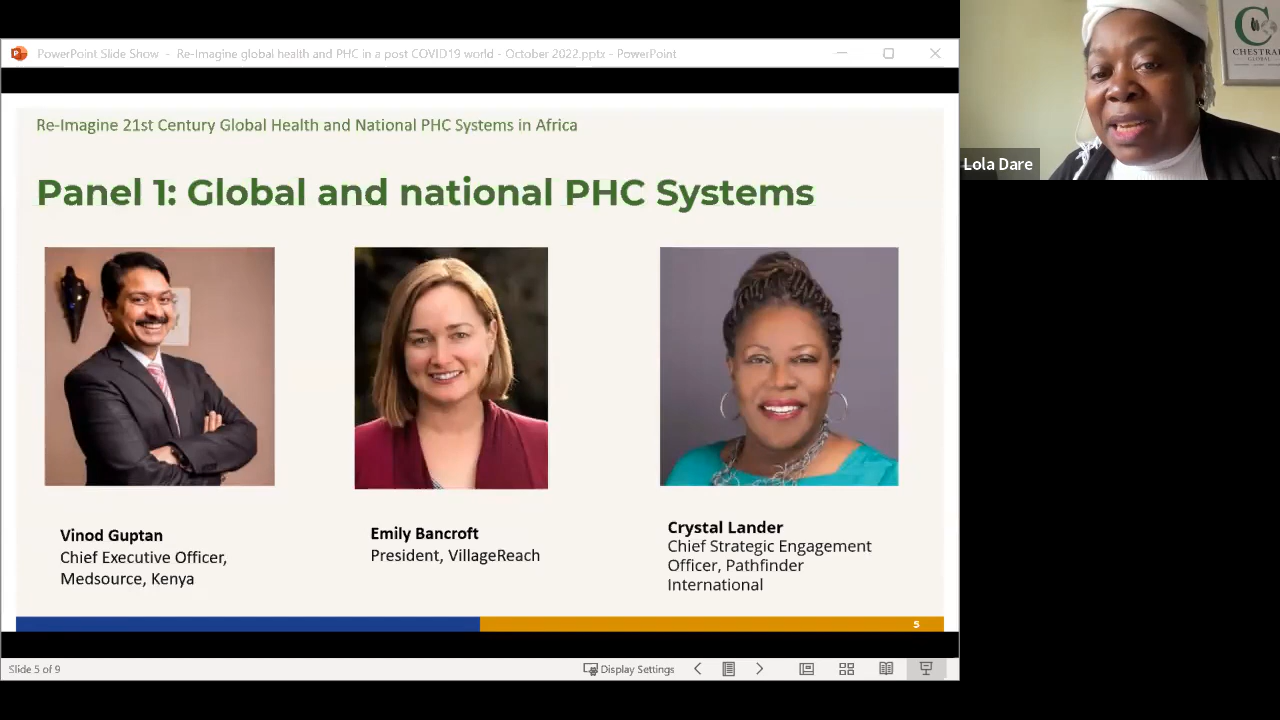 PowerPoint Slide Show - Re-Imagine global health and PHC in a post COVID19 world - October 2022.pptx - PowerPoint
CHESTRAD
GLOBAL
Lola Dare
Re-Imagine 21st Century Global Health and National PHC Systems in Africa
Panel 1: Global and national PHC Systems
Vinod Guptan
Chief Executive Officer,
Medsource, Kenya
Emily Bancroft
President, VillageReach
Crystal Lander
Chief Strategic Engagement
Officer, Pathfinder
International
5
Slide 5 of 9
Display Settings